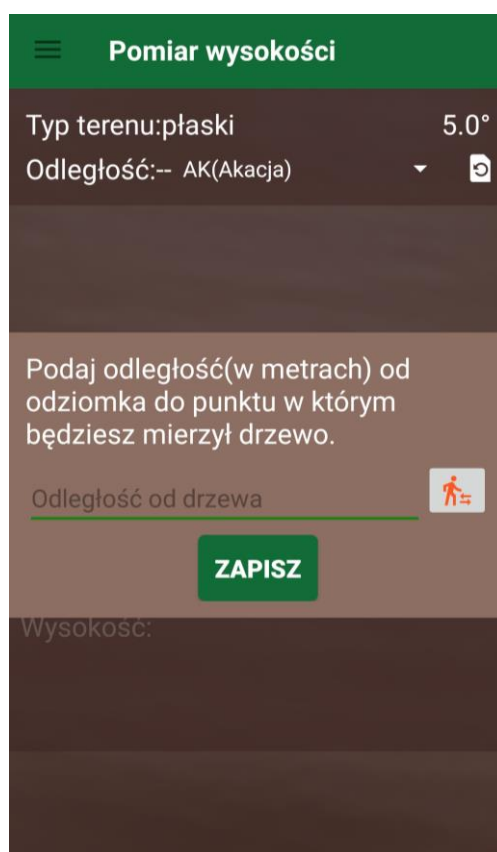 Pomiar wysokości
Typ terenu:płaski 5.0°
Odległość:-- AK(Akacja)
Podaj odległość(w metrach) od
odziomka do punktu w którym
będziesz mierzył drzewo.
Odległość od drzewa
ZAPISZ
Wysokość: